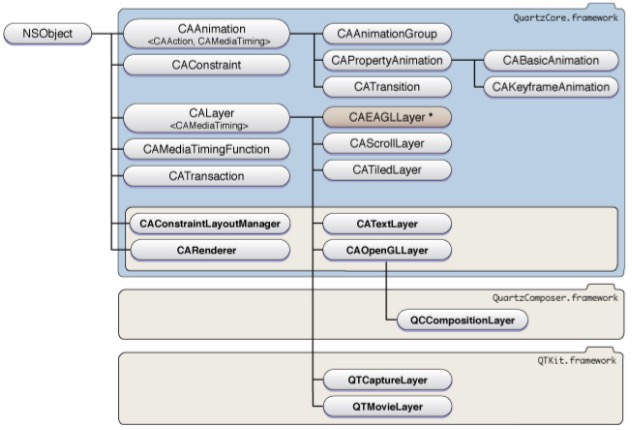 QuartzCore.framework
NSObject
CAAnimation
<CAAction, CAMediaTiming>
CAAnimationGroup
CAConstraint
CAPropertyAnimation
CABasicAnimation
CATransition
CAKeyframeAnimation
CALayer
<CAMediaTiming>
CAEAGLLayer *
CAMediaTimingFunction
CAScrollLayer
CATransaction
CATiledLayer
CAConstraintLayoutManager
CATextLayer
CARenderer
CAOpenGLLayer
QuartzComposer.framework
QCCompositionLayer
QTKit.framework
QTCaptureLayer
QTMovieLayer